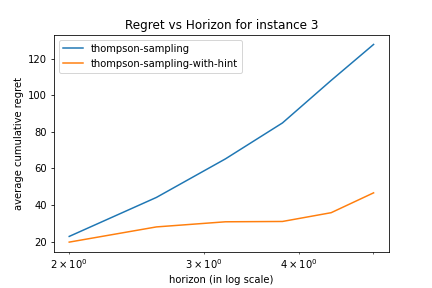 Regret vs Horizon for instance 3
thompson-sampling
thompson-sampling-with-hint
average cumulative regret
120
100
80
60
40
20
2 × 10⁰
3 × 10⁰
4 × 10⁰
horizon (in log scale)